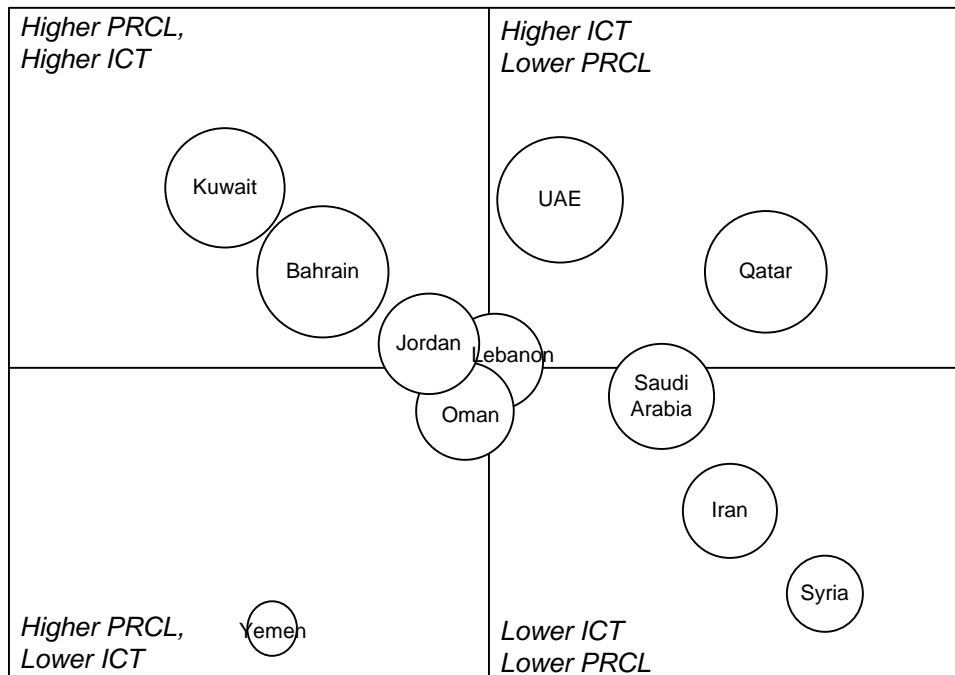 Higher PRCL,
Higher ICT
Higher ICT
Lower PRCL
Kuwait
UAE
Bahrain
Qatar
Jordan
Lebanon
Saudi
Arabia
Oman
Iran
Syria
Yemen
Higher PRCL,
Lower ICT
Lower ICT
Lower PRCL